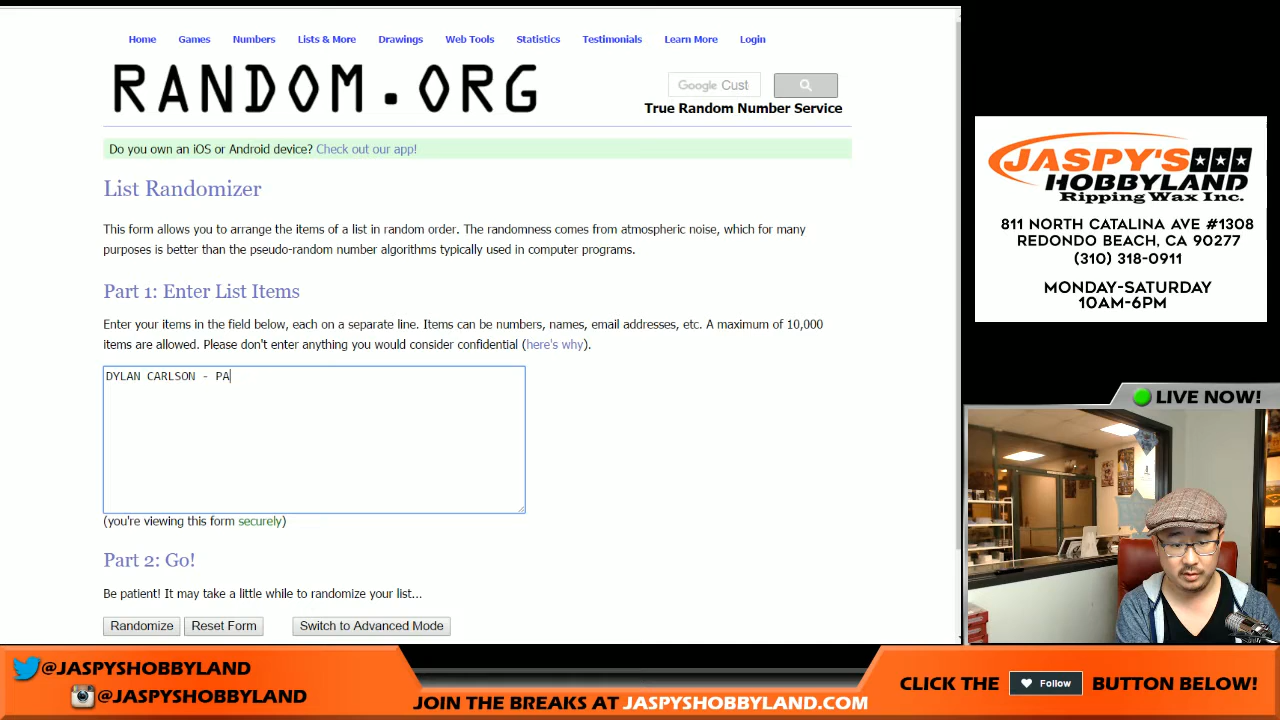 Home Games Numbers Lists & More Drawings Web Tools Statistics Testimonials Learn More Login
RANDOM.ORG
Google Cust
True Random Number Service
Do you own an iOS or Android device? Check out our app!
List Randomizer
This form allows you to arrange the items of a list in random order. The randomness comes from atmospheric noise, which for many
purposes is better than the pseudo-random number algorithms typically used in computer programs.
Part 1: Enter List Items
Enter your items in the field below, each on a separate line. Items can be numbers, names, email addresses, etc. A maximum of 10,000
items are allowed. Please don't enter anything you would consider confidential (here's why).
DYLAN CARLSON - PA
(you're viewing this form securely)
Part 2: Go!
Be patient! It may take a little while to randomize your list...
Randomize Reset Form Switch to Advanced Mode
JASPY'S
HOBBYLAND
Ripping Wax Inc.
811 NORTH CATALINA AVE #1308
REDONDO BEACH, CA 90277
(310) 318-0911
MONDAY-SATURDAY
10AM-6PM
LIVE NOW!
@JASPYSHOBBYLAND
@JASPYSHOBBYLAND
JOIN THE BREAKS AT JASPYSHOBBYLAND.COM
CLICK THE Follow BUTTON BELOW!